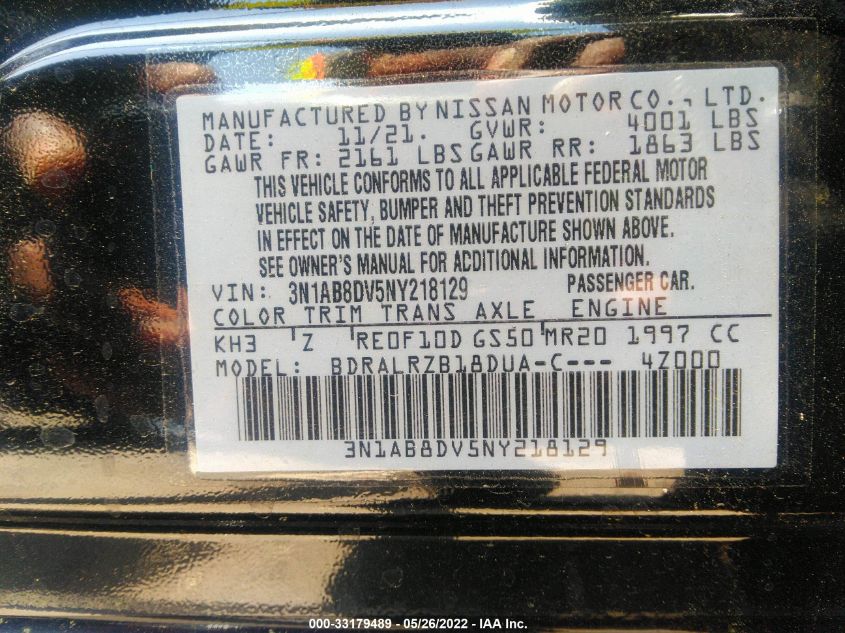 MANUFACTURED BY NISSAN MOTOR CO., LTD.
DATE: 11/21. GVWR: 4001 LBS
GAWR FR: 2161 LBS GAWR RR: 1863 LBS
THIS VEHICLE CONFORMS TO ALL APPLICABLE FEDERAL MOTOR
VEHICLE SAFETY, BUMPER AND THEFT PREVENTION STANDARDS
IN EFFECT ON THE DATE OF MANUFACTURE SHOWN ABOVE.
SEE OWNER'S MANUAL FOR ADDITIONAL INFORMATION.
VIN: 3N1AB8DV5NY218129 PASSENGER CAR.
COLOR TRIM TRANS AXLE ENGINE
KH3 Z RE0F10D GS50 MR20 1997 CC
MODEL: BDRALRZB18DUA-C--- 4Z000
3N1AB8DV5NY218129
000-33179489 - 05/26/2022 - IAA Inc.